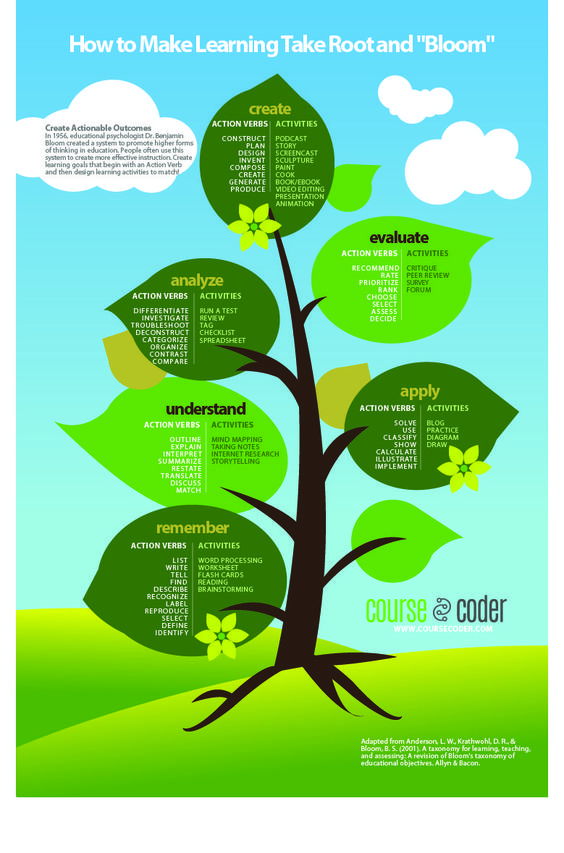 How to Make Learning Take Root and "Bloom"
Create Actionable Outcomes
In 1956, educational psychologist Dr. Benjamin
Bloom created a system to promote higher forms
of thinking in education. People often use this
system to create more effective instruction. Create
learning goals that begin with an Action Verb
and then design learning activities to match!
create
ACTION VERBS
CONSTRUCT
PLAN
DESIGN
INVENT
COMPOSE
CREATE
GENERATE
PRODUCE
ACTIVITIES
PODCAST
STORY
SCREENCAST
SCULPTURE
PAINT
COOK
BOOK/EBOOK
VIDEO EDITING
PRESENTATION
ANIMATION
evaluate
ACTION VERBS
RECOMMEND
RATE
PRIORITIZE
RANK
CHOOSE
SELECT
ASSESS
DECIDE
ACTIVITIES
CRITIQUE
PEER REVIEW
SURVEY
FORUM
analyze
ACTION VERBS
DIFFERENTIATE
INVESTIGATE
TROUBLESHOOT
DECONSTRUCT
CATEGORIZE
ORGANIZE
CONTRAST
COMPARE
ACTIVITIES
RUN A TEST
REVIEW
TAG
CHECKLIST
SPREADSHEET
apply
ACTION VERBS
SOLVE
USE
CLASSIFY
SHOW
CALCULATE
ILLUSTRATE
IMPLEMENT
ACTIVITIES
BLOG
PRACTICE
DIAGRAM
DRAW
understand
ACTION VERBS
OUTLINE
EXPLAIN
INTERPRET
SUMMARIZE
RESTATE
TRANSLATE
DISCUSS
MATCH
ACTIVITIES
MIND MAPPING
TAKING NOTES
INTERNET RESEARCH
STORYTELLING
remember
ACTION VERBS
LIST
WRITE
TELL
FIND
DESCRIBE
RECOGNIZE
LABEL
REPRODUCE
SELECT
DEFINE
IDENTIFY
ACTIVITIES
WORD PROCESSING
WORKSHEET
FLASH CARDS
READING
BRAINSTORMING
course coder
WWW.COURSECODER.COM
Adapted from Anderson, L. W., Krathwohl, D. R., &
Bloom, B. S. (2001). A taxonomy for learning, teaching,
and assessing: A revision of Bloom's taxonomy of
educational objectives. Allyn & Bacon.